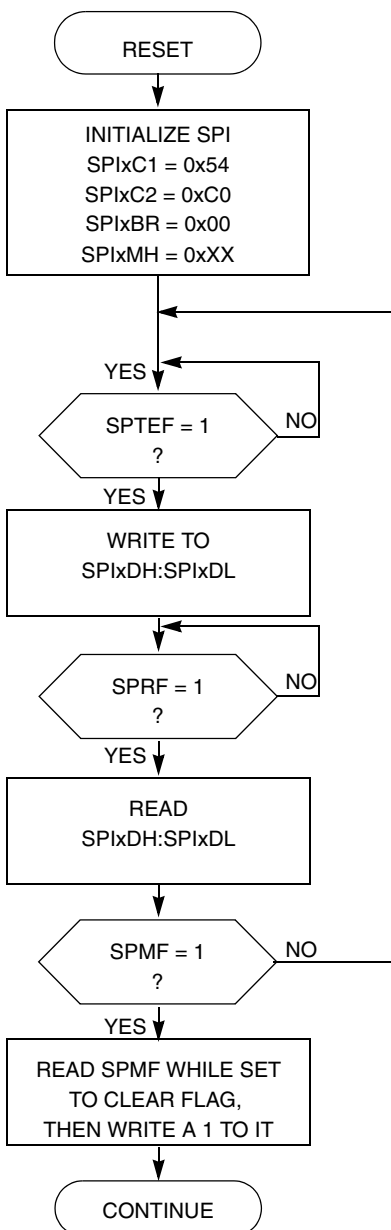 RESET
INITIALIZE SPI
SPIxC1 = 0x54
SPIxC2 = 0xC0
SPIxBR = 0x00
SPIxMH = 0xXX
YES
SPTEF = 1
?
NO
YES
WRITE TO
SPIxDH:SPIxDL
SPRF = 1
?
NO
YES
READ
SPIxDH:SPIxDL
SPMF = 1
?
NO
YES
READ SPMF WHILE SET
TO CLEAR FLAG,
THEN WRITE A 1 TO IT
CONTINUE